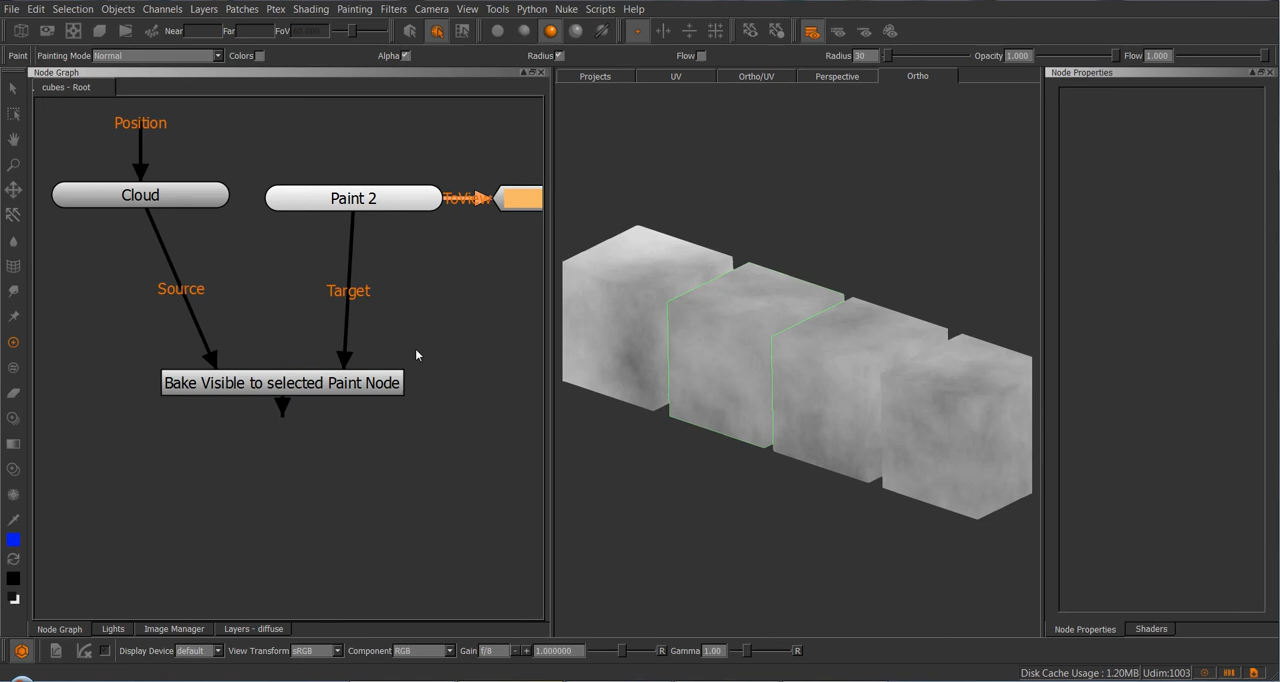 File Edit Selection Objects Channels Layers Patches Ptex Shading Painting Filters Camera View Tools Python Nuke Scripts Help
Near Far FoV
Paint Painting Mode Normal Colors Alpha Radius Flow Radius 30 Opacity 1.000 Flow 1.00
Node Graph Projects UV Ortho/UV Perspective Ortho Node Properties
cubes - Root
Position
Cloud Paint 2 ToView
Source Target
Bake Visible to selected Paint Node
Node Graph Lights Image Manager Layers - diffuse Node Properties Shaders
Display Device default View Transform sRGB Component RGB Gain f/8 - + 1.000000 R Gamma 1.00 R
Disk Cache Usage : 1.20MB Udim:1003